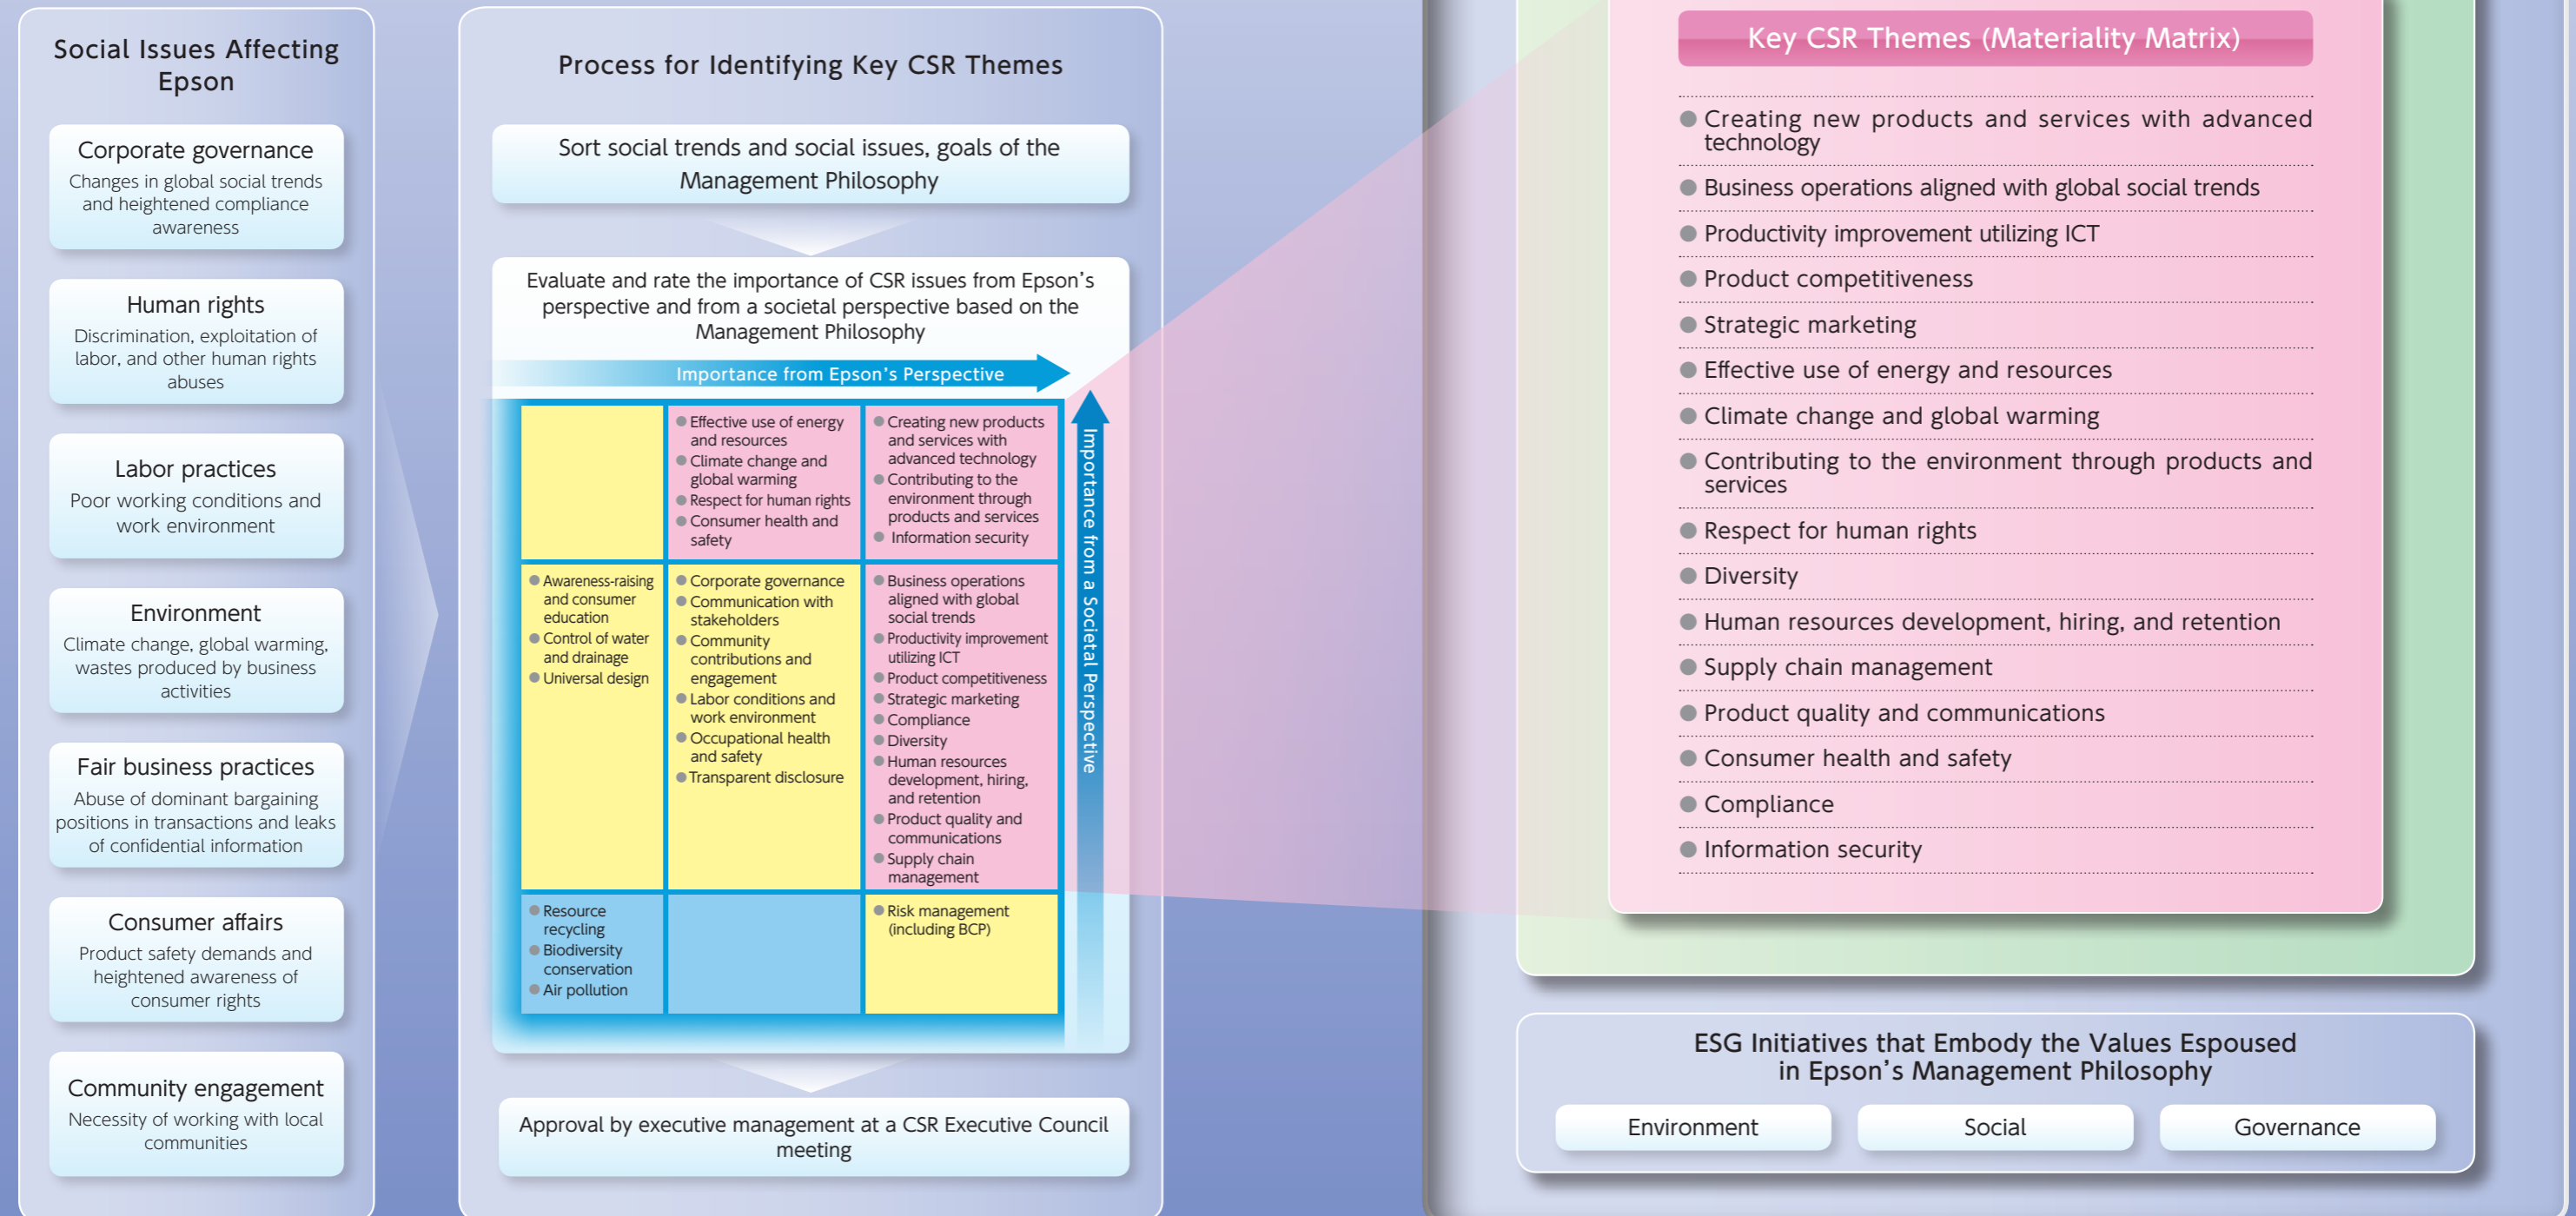 Social Issues Affecting
Epson
Corporate governance
Changes in global social trends
and heightened compliance
awareness
Human rights
Discrimination, exploitation of
labor, and other human rights
abuses
Labor practices
Poor working conditions and
work environment
Environment
Climate change, global warming,
wastes produced by business
activities
Fair business practices
Abuse of dominant bargaining
positions in transactions and leaks
of confidential information
Consumer affairs
Product safety demands and
heightened awareness of
consumer rights
Community engagement
Necessity of working with local
communities
Process for Identifying Key CSR Themes
Sort social trends and social issues, goals of the
Management Philosophy
Evaluate and rate the importance of CSR issues from Epson's
perspective and from a societal perspective based on the
Management Philosophy
Importance from Epson's Perspective
Importance from a Societal Perspective
● Effective use of energy
and resources
● Climate change and
global warming
● Respect for human rights
● Consumer health and
safety
● Creating new products
and services with
advanced technology
● Contributing to the
environment through
products and services
● Information security
● Awareness-raising
and consumer
education
● Control of water
and drainage
● Universal design
● Corporate governance
● Communication with
stakeholders
● Community
contributions and
engagement
● Labor conditions and
work environment
● Occupational health
and safety
● Transparent disclosure
● Business operations
aligned with global
social trends
● Productivity improvement
utilizing ICT
● Product competitiveness
● Strategic marketing
● Compliance
● Diversity
● Human resources
development, hiring,
and retention
● Product quality and
communications
● Supply chain
management
● Resource
recycling
● Biodiversity
conservation
● Air pollution
● Risk management
(including BCP)
Approval by executive management at a CSR Executive Council
meeting
Key CSR Themes (Materiality Matrix)
● Creating new products and services with advanced
technology
● Business operations aligned with global social trends
● Productivity improvement utilizing ICT
● Product competitiveness
● Strategic marketing
● Effective use of energy and resources
● Climate change and global warming
● Contributing to the environment through products and
services
● Respect for human rights
● Diversity
● Human resources development, hiring, and retention
● Supply chain management
● Product quality and communications
● Consumer health and safety
● Compliance
● Information security
ESG Initiatives that Embody the Values Espoused
in Epson's Management Philosophy
Environment
Social
Governance